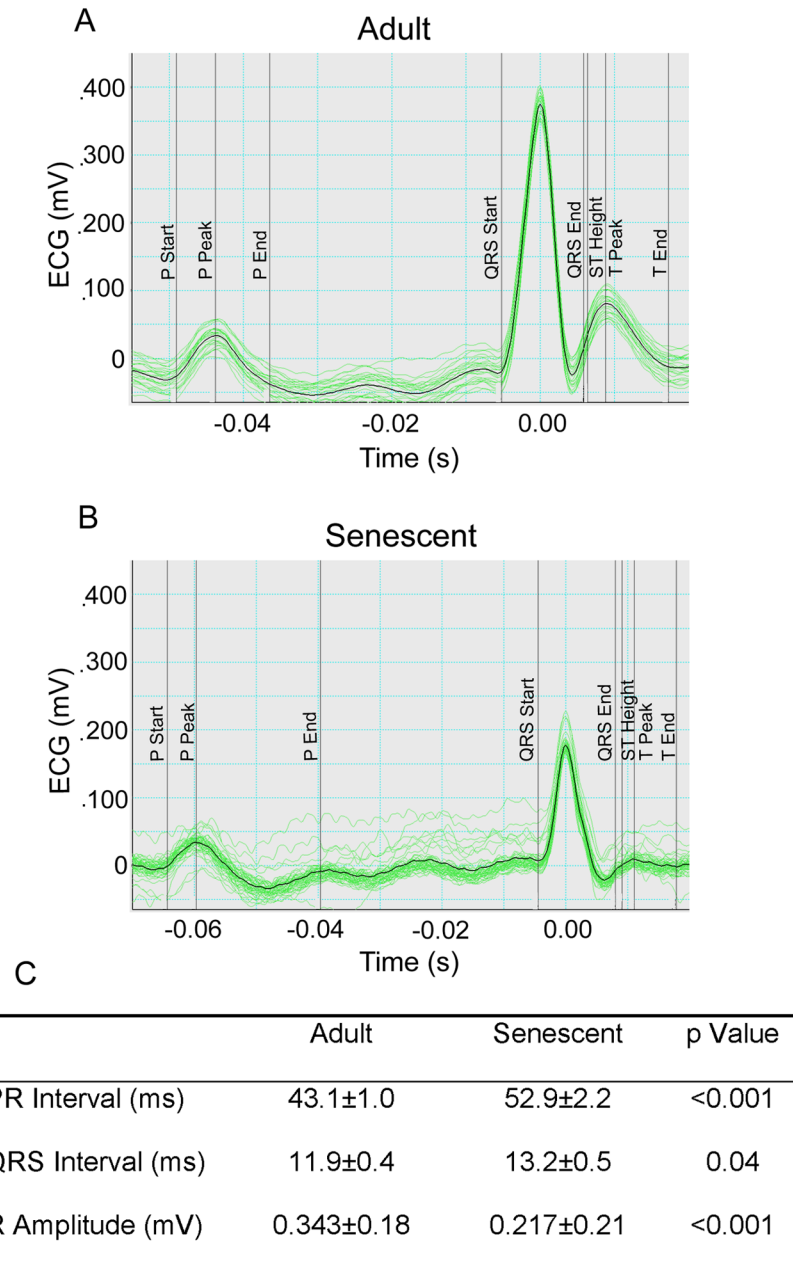 A
Adult
.400
.300
.200
.100
0
ECG (mV)
P Start
P Peak
P End
QRS Start
QRS End
ST Height
T Peak
T End
-0.04 -0.02 0.00
Time (s)
B
Senescent
.400
.300
.200
.100
0
ECG (mV)
P Start
P Peak
P End
QRS Start
QRS End
ST Height
T Peak
T End
-0.06 -0.04 -0.02 0.00
Time (s)
C
Adult Senescent p Value
PR Interval (ms) 43.1±1.0 52.9±2.2 <0.001
QRS Interval (ms) 11.9±0.4 13.2±0.5 0.04
R Amplitude (mV) 0.343±0.18 0.217±0.21 <0.001